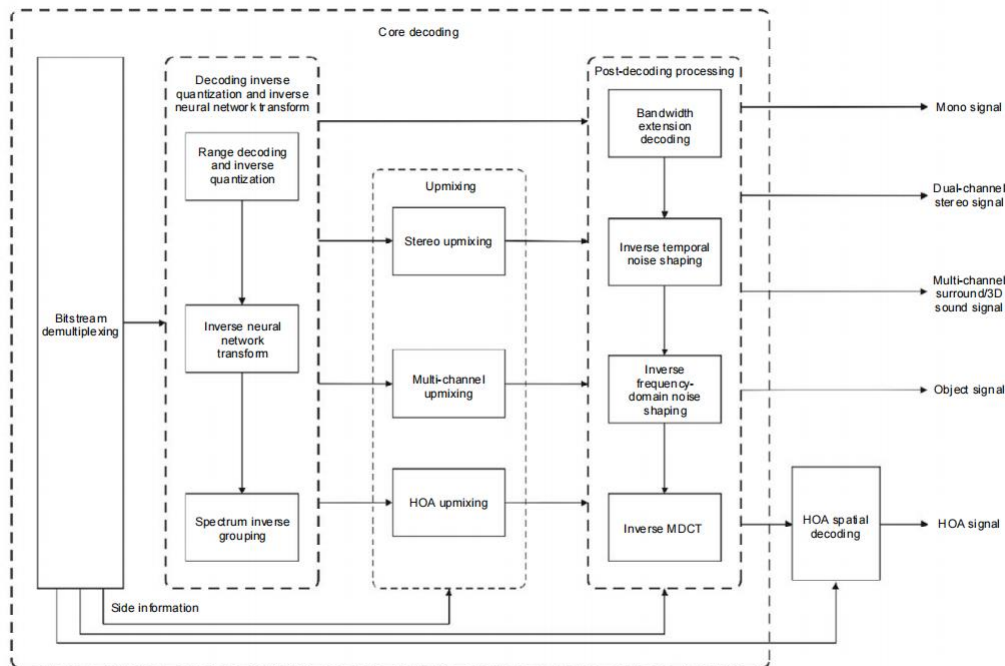 Core decoding
Decoding inverse
quantization and inverse
neural network transform
Range decoding
and inverse
quantization
Inverse neural
network
transform
Spectrum inverse
grouping
Bitstream
demultiplexing
Upmixing
Stereo upmixing
Multi-channel
upmixing
HOA upmixing
Post-decoding processing
Bandwidth
extension
decoding
Inverse temporal
noise shaping
Inverse
frequency-
domain noise
shaping
Inverse MDCT
HOA spatial
decoding
Mono signal
Dual-channel
stereo signal
Multi-channel
surround/3D
sound signal
Object signal
HOA signal
Side information